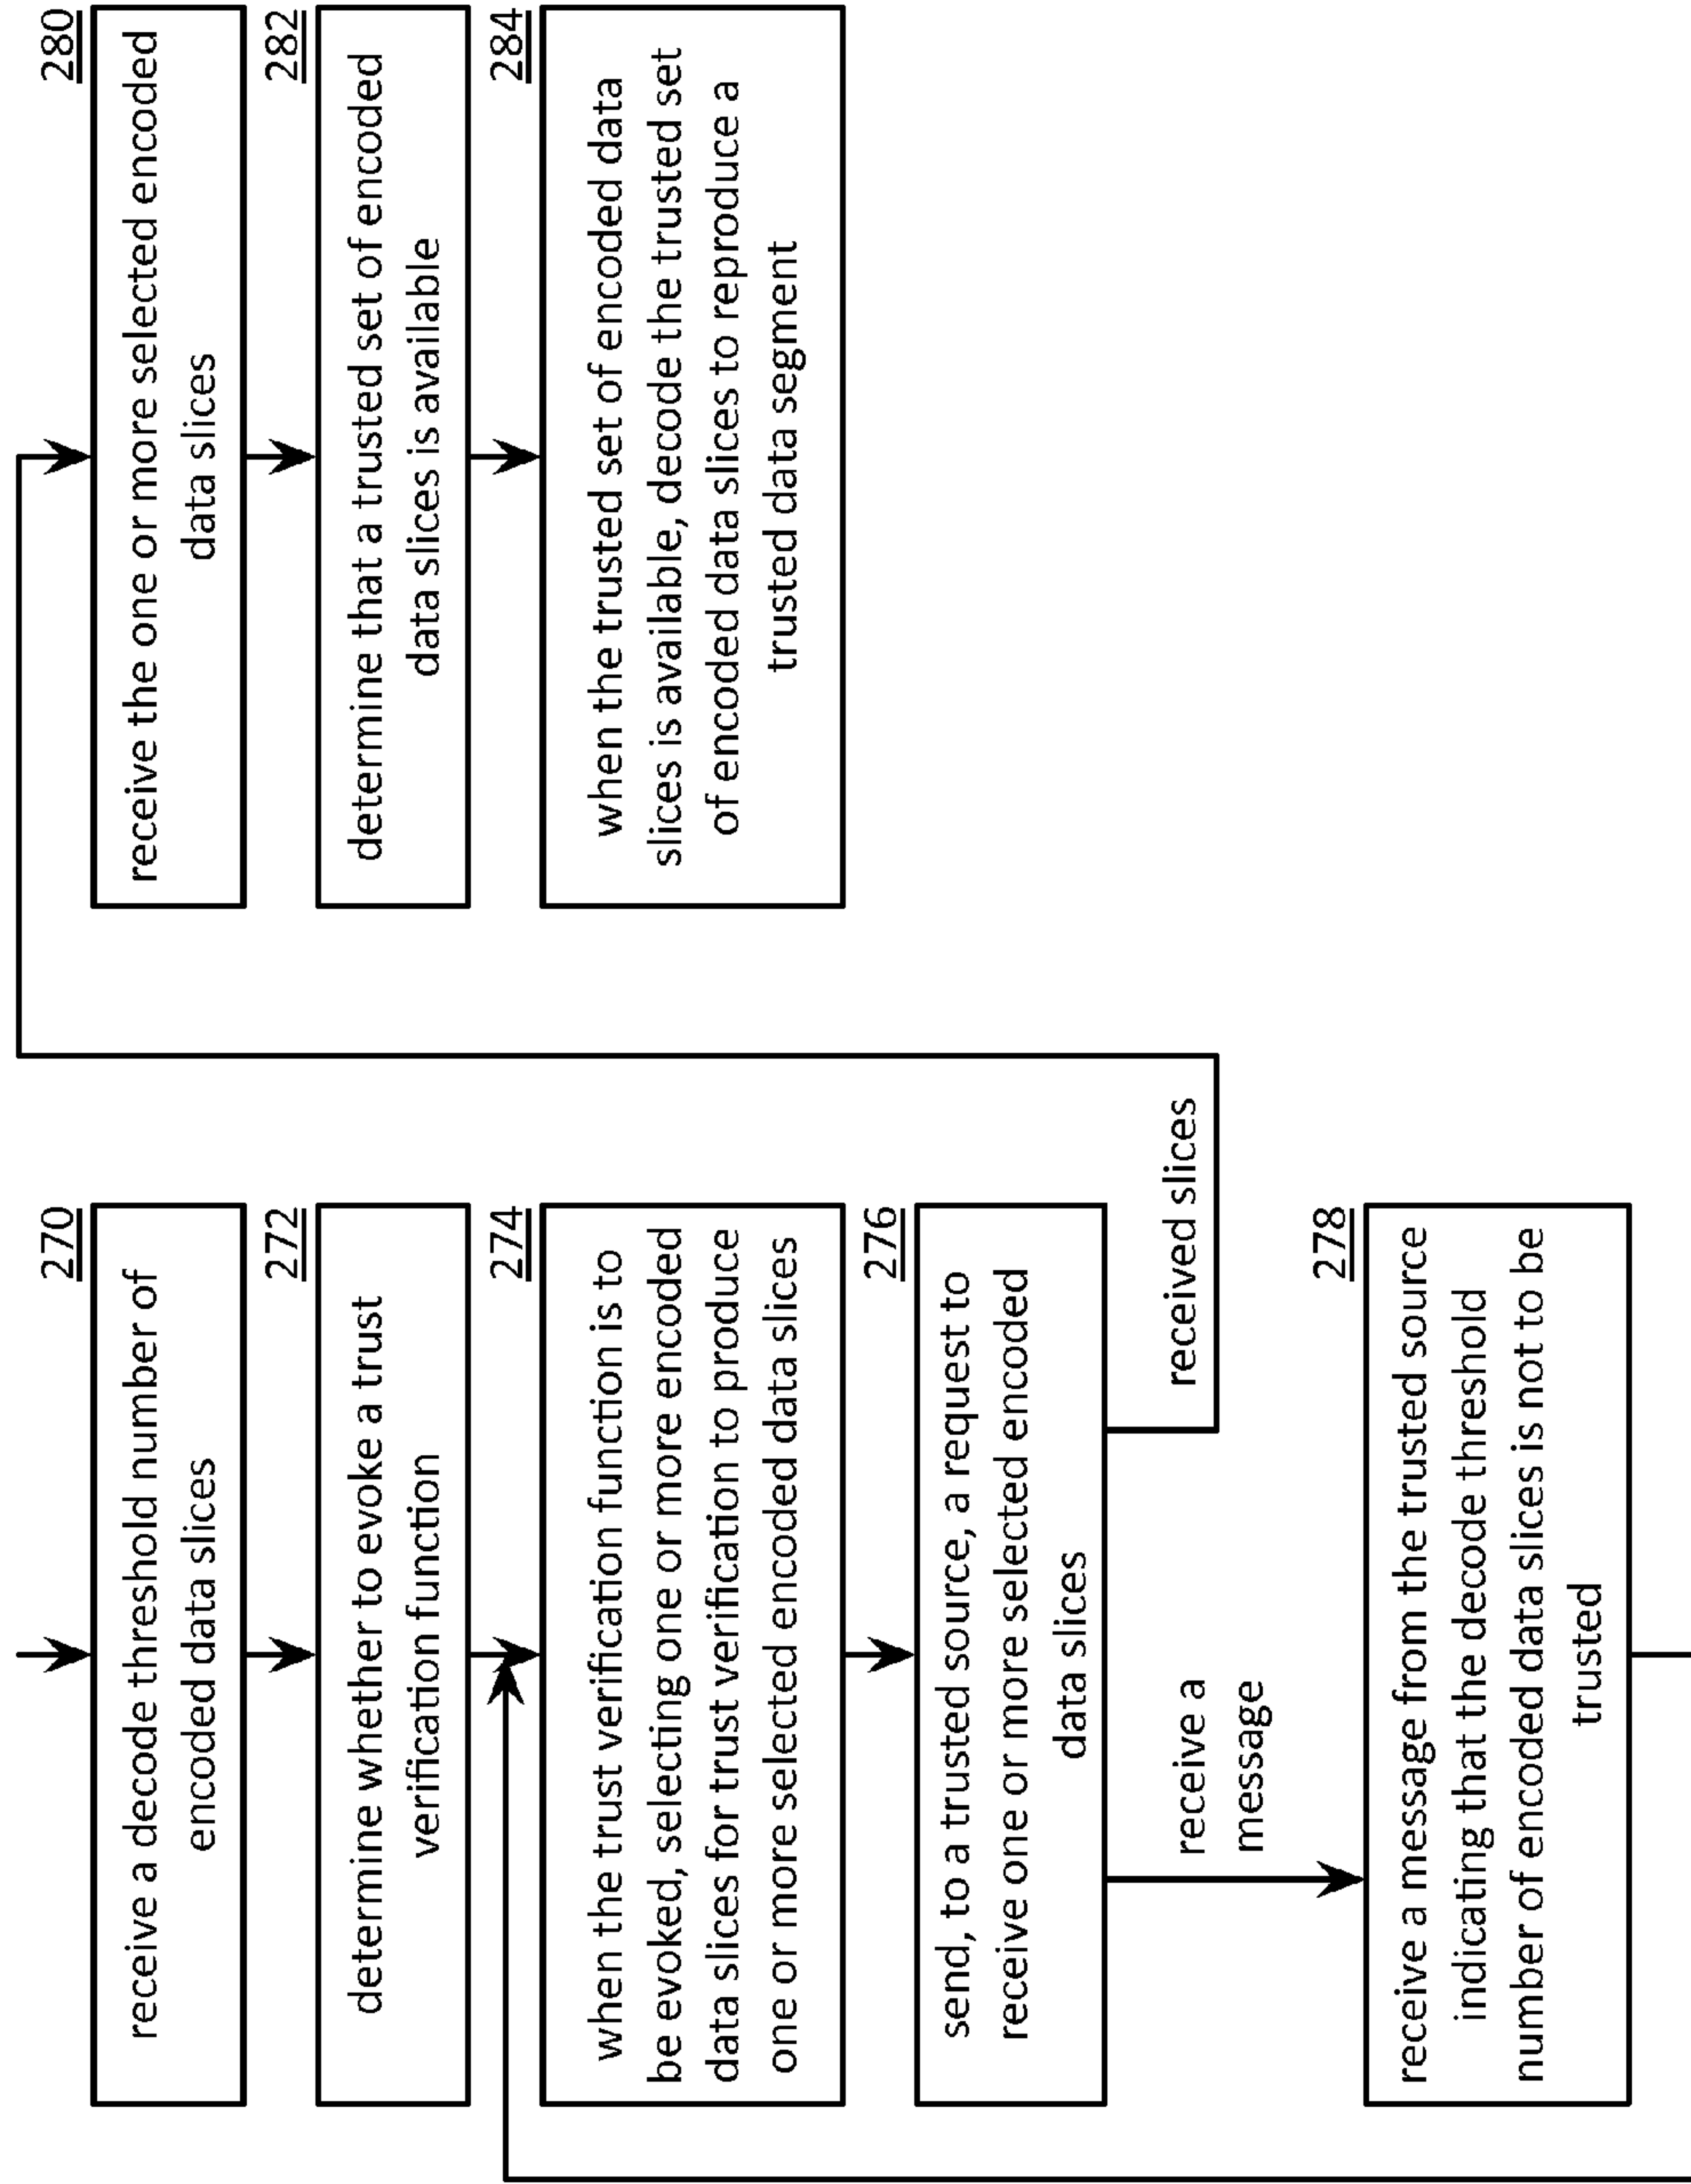 270
receive a decode threshold number of
encoded data slices
272
determine whether to evoke a trust
verification function
274
when the trust verification function is to
be evoked, selecting one or more encoded
data slices for trust verification to produce
one or more selected encoded data slices
276
send, to a trusted source, a request to
receive one or more selected encoded
data slices
receive a
message
received slices
278
receive a message from the trusted source
indicating that the decode threshold
number of encoded data slices is not to be
trusted
280
receive the one or more selected encoded
data slices
282
determine that a trusted set of encoded
data slices is available
284
when the trusted set of encoded data
slices is available, decode the trusted set
of encoded data slices to reproduce a
trusted data segment